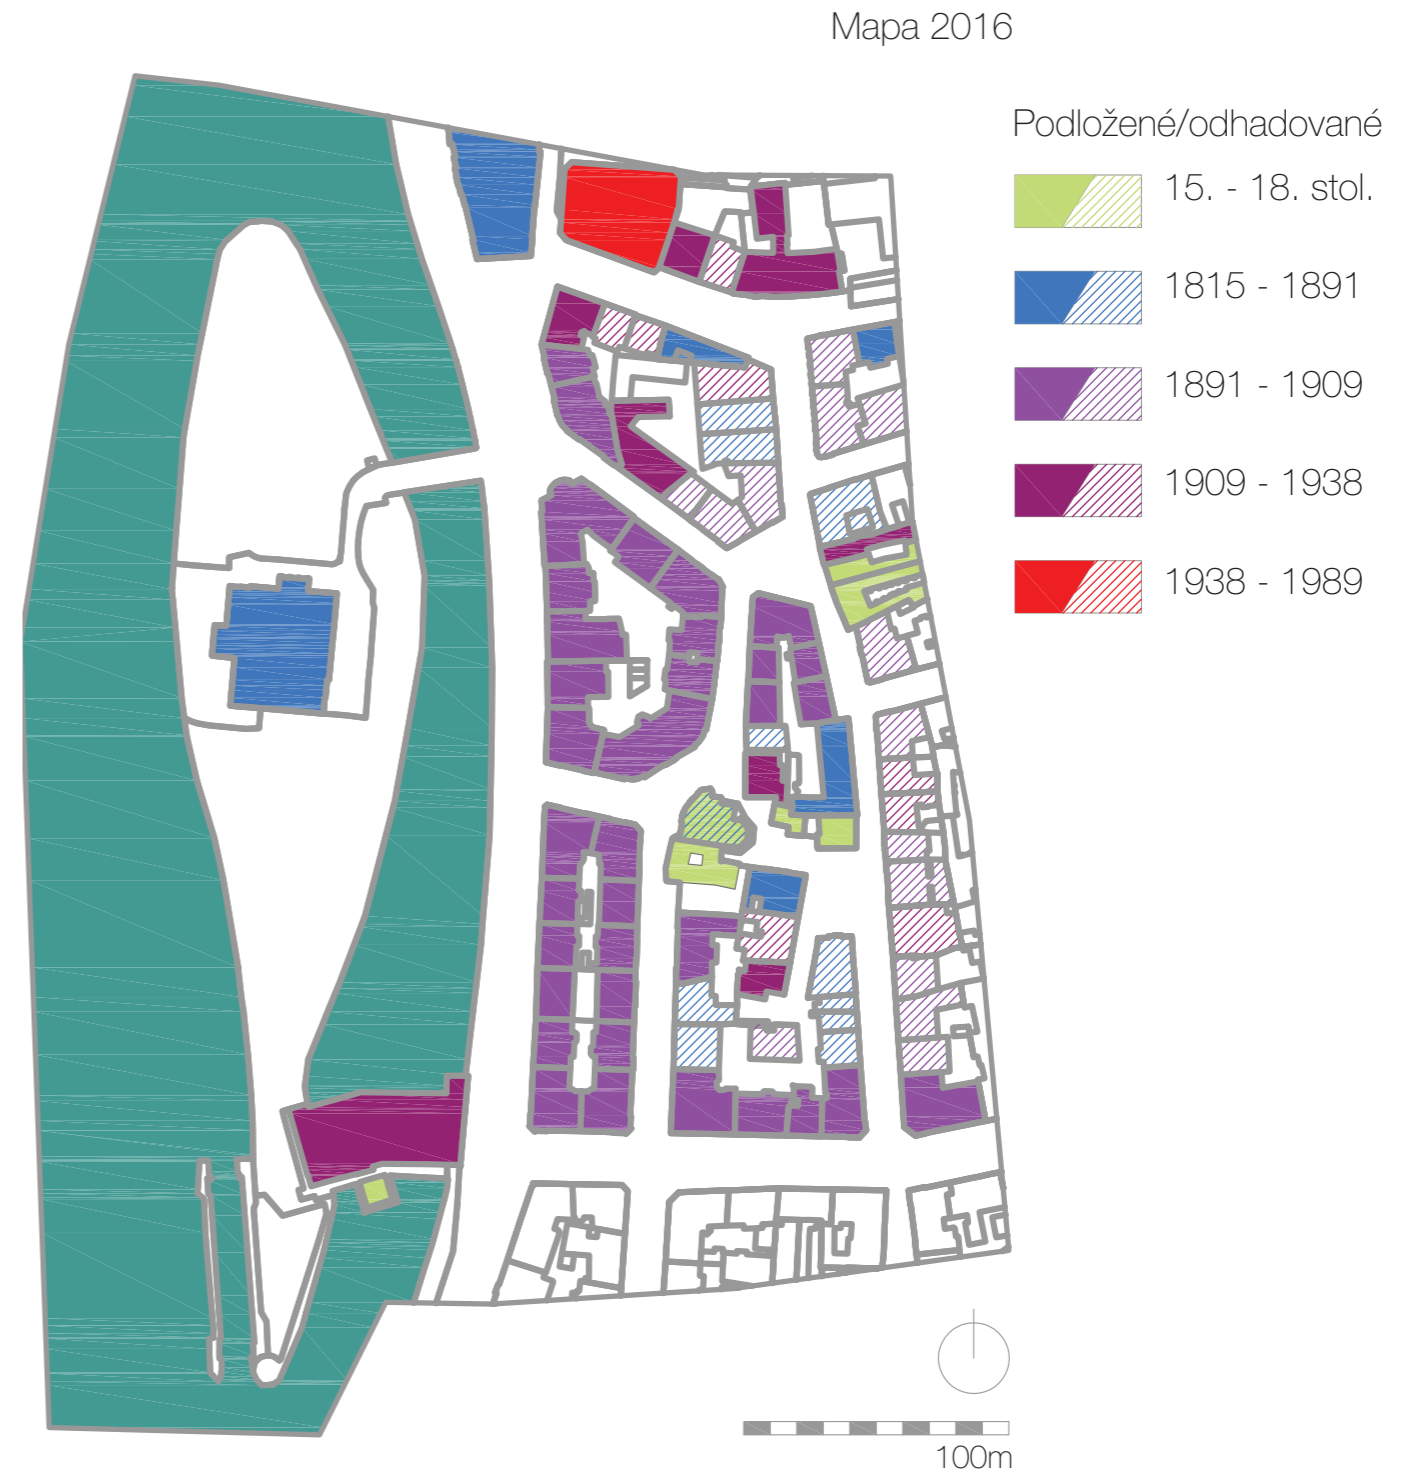 Mapa 2016
Podložené/odhadované
15. - 18. stol.
1815 - 1891
1891 - 1909
1909 - 1938
1938 - 1989
100m